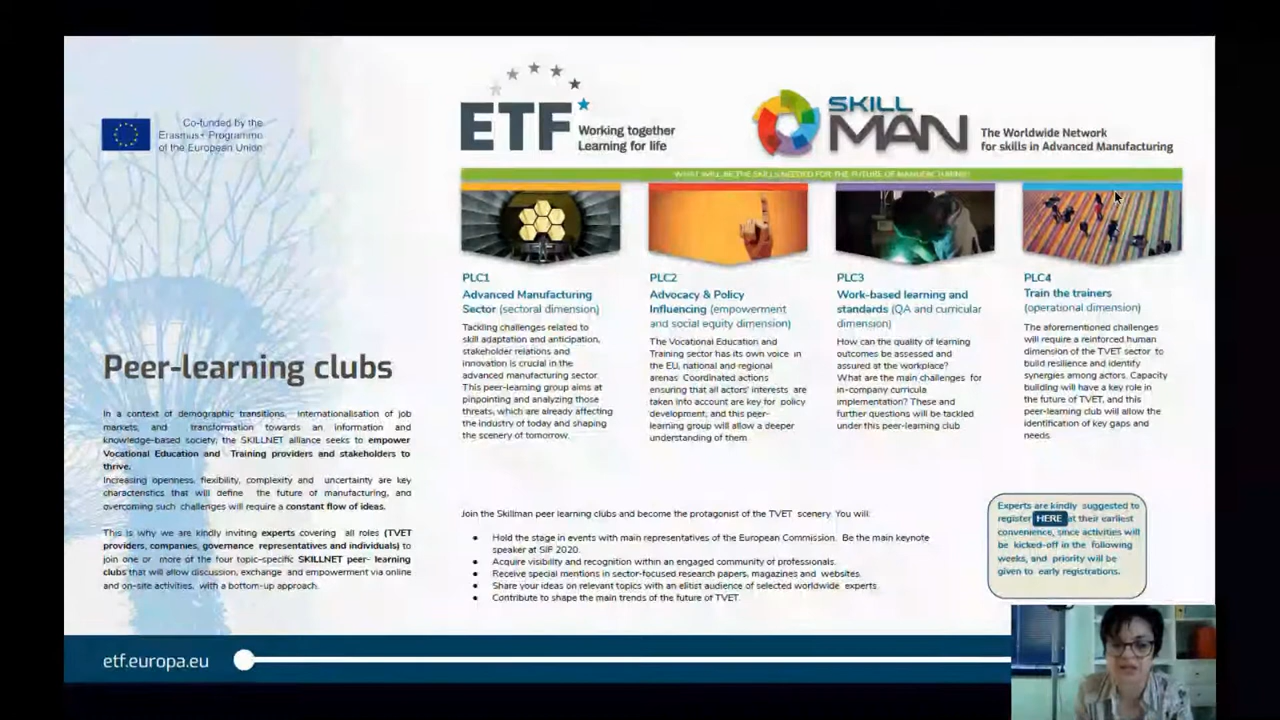 Co-funded by the
Erasmus+ Programme
of the European Union
ETF
Working together
Learning for life
SKILL
MAN
The Worldwide Network
for skills in Advanced Manufacturing
WHAT WILL BE THE SKILLS NEEDED FOR THE FUTURE OF MANUFACTURING?
Peer-learning clubs
In a context of demographic transitions, internationalisation of job
markets, and transformation towards an information and
knowledge-based society, the SKILLNET alliance seeks to empower
Vocational Education and Training providers and stakeholders to
thrive.
Increasing openness, flexibility, complexity and uncertainty are key
characteristics that will define the future of manufacturing, and
overcoming such challenges will require a constant flow of ideas.
This is why we are kindly inviting experts covering all roles (TVET
providers, companies, governance representatives and individuals) to
join one or more of the four topic-specific SKILLNET peer- learning
clubs that will allow discussion, exchange and empowerment via online
and on-site activities, with a bottom-up approach.
PLC1
Advanced Manufacturing
Sector (sectoral dimension)
Tackling challenges related to
skill adaptation and anticipation,
stakeholder relations and
innovation is crucial in the
advanced manufacturing sector.
This peer-learning group aims at
pinpointing and analyzing those
threats, which are already affecting
the industry of today and shaping
the scenery of tomorrow.
PLC2
Advocacy & Policy
Influencing (empowerment
and social equity dimension)
The Vocational Education and
Training sector has its own voice in
the EU, national and regional
arenas Coordinated actions
ensuring that all actors' interests are
taken into account are key for policy
development, and this peer-
learning group will allow a deeper
understanding of them
PLC3
Work-based learning and
standards (QA and curricular
dimension)
How can the quality of learning
outcomes be assessed and
assured at the workplace?
What are the main challenges for
in-company curricula
implementation? These and
further questions will be tackled
under this peer-learning club
PLC4
Train the trainers
(operational dimension)
The aforementioned challenges
will require a reinforced human
dimension of the TVET sector to
build resilience and identify
synergies among actors. Capacity
building will have a key role in
the future of TVET, and this
peer-learning club will allow the
identification of key gaps and
needs.
Join the Skillman peer learning clubs and become the protagonist of the TVET scenery. You will:
● Hold the stage in events with main representatives of the European Commission. Be the main keynote
speaker at SIF 2020.
● Acquire visibility and recognition within an engaged community of professionals.
● Receive special mentions in sector-focused research papers, magazines and websites.
● Share your ideas on relevant topics with an elitist audience of selected worldwide experts
● Contribute to shape the main trends of the future of TVET.
Experts are kindly suggested to
register HERE at their earliest
convenience, since activities will
be kicked-off in the following
weeks, and priority will be
given to early registrations.
etf.europa.eu